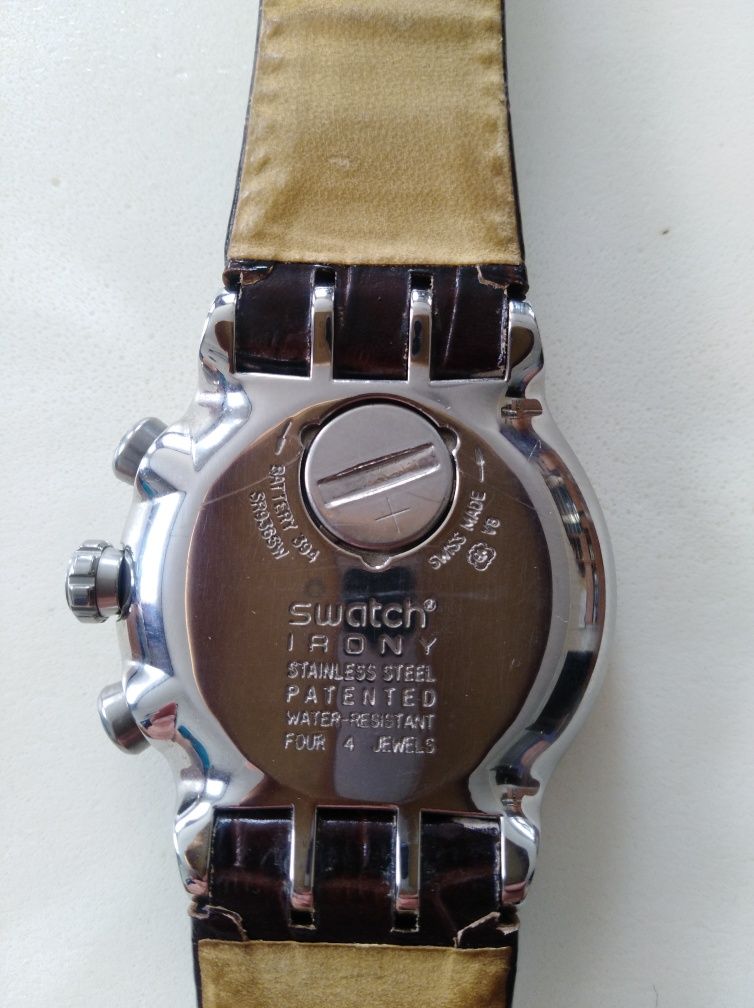 BATTERY 394
SR936SW
SWISS MADE
V8
swatch®
IRONY
STAINLESS STEEL
PATENTED
WATER-RESISTANT
FOUR 4 JEWELS